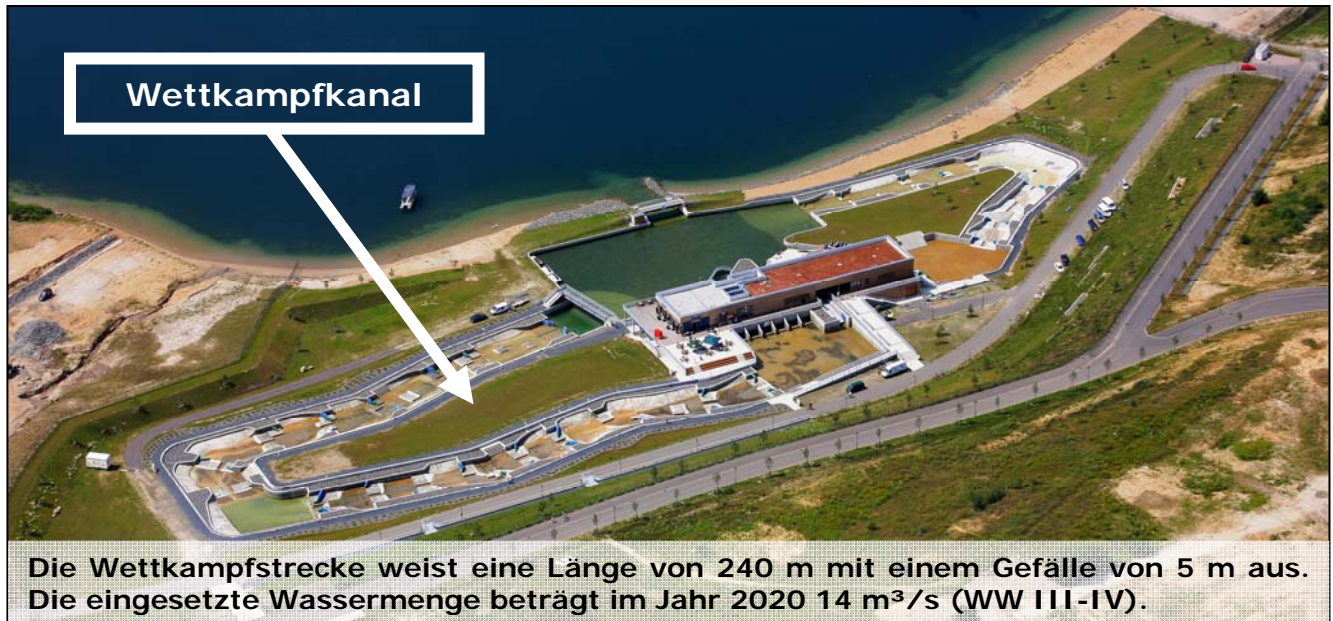 Wettkampfkanal
Die Wettkampfstrecke weist eine Länge von 240 m mit einem Gefälle von 5 m aus.
Die eingesetzte Wassermenge beträgt im Jahr 2020 14 m³/s (WW III-IV).